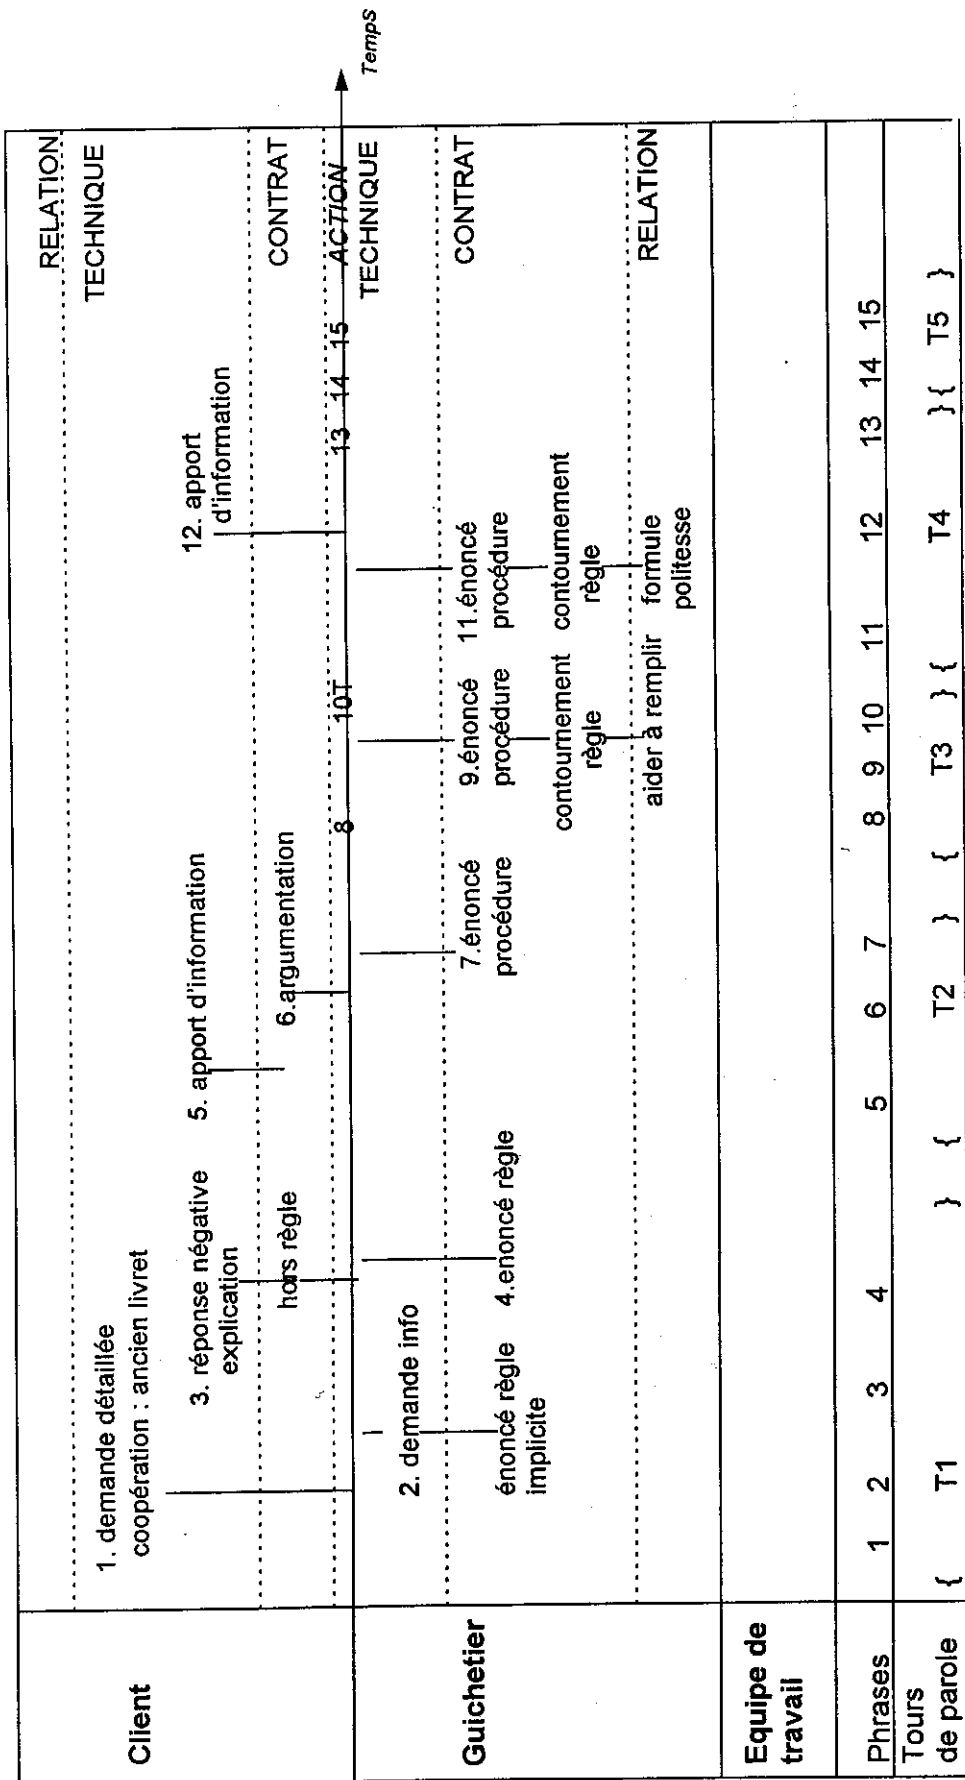 Client
RELATION
TECHNIQUE
CONTRAT
ACTION
1. demande détaillée
coopération : ancien livret
3. réponse négative
explication
hors règle
5. apport d'information
6.argumentation
12. apport
d'information
8
10T
13 14 15
Temps
Guichetier
TECHNIQUE
CONTRAT
RELATION
2. demande info
énoncé règle
implicite
4.enoncé règle
7.énoncé
procédure
9.énoncé
procédure
contournement
règle
aider à remplir
11.énoncé
procédure
contournement
règle
formule
politesse
Equipe de
travail
Phrases 1 2 3 4 5 6 7 8 9 10 11 12 13 14 15
Tours
de parole
{ T1 } { T2 } { T3 } { T4 } { T5 }